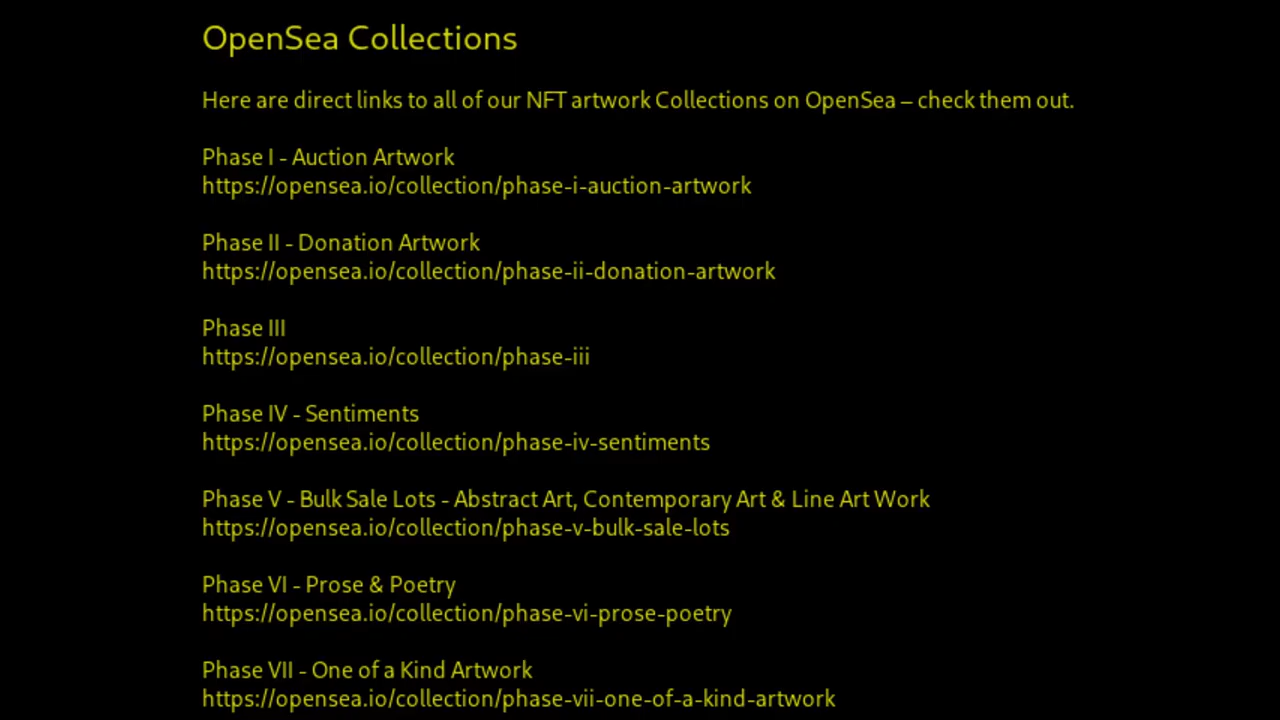 OpenSea Collections
Here are direct links to all of our NFT artwork Collections on OpenSea – check them out.
Phase I - Auction Artwork
https://opensea.io/collection/phase-i-auction-artwork
Phase II - Donation Artwork
https://opensea.io/collection/phase-ii-donation-artwork
Phase III
https://opensea.io/collection/phase-iii
Phase IV - Sentiments
https://opensea.io/collection/phase-iv-sentiments
Phase V - Bulk Sale Lots - Abstract Art, Contemporary Art & Line Art Work
https://opensea.io/collection/phase-v-bulk-sale-lots
Phase VI - Prose & Poetry
https://opensea.io/collection/phase-vi-prose-poetry
Phase VII - One of a Kind Artwork
https://opensea.io/collection/phase-vii-one-of-a-kind-artwork